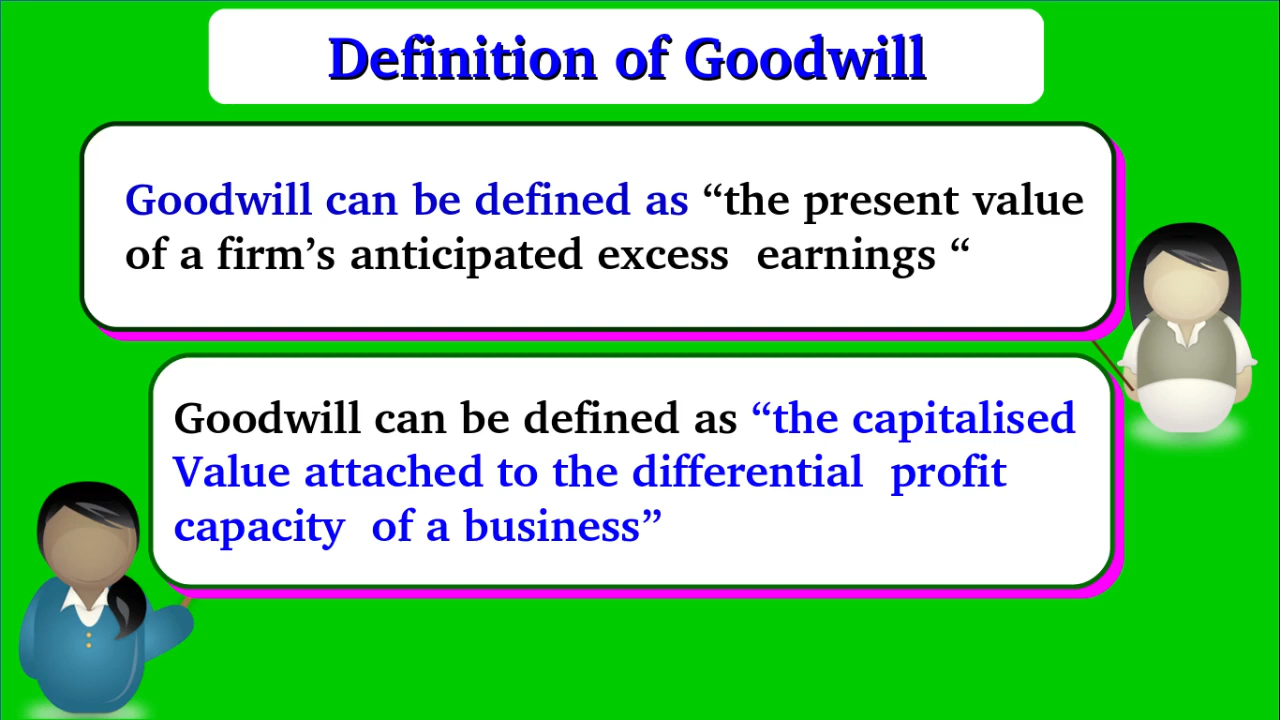 Definition of Goodwill
Goodwill can be defined as “the present value
of a firm’s anticipated excess  earnings “
Goodwill can be defined as “the capitalised
Value attached to the differential  profit
capacity  of a business”